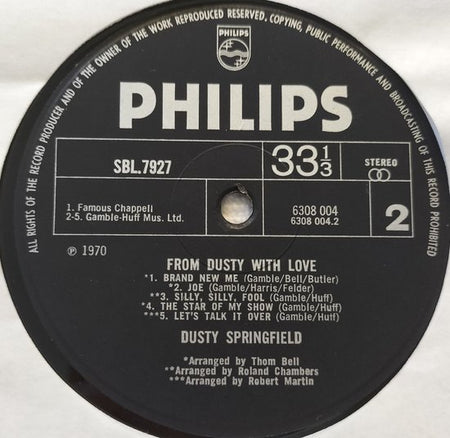 ALL RIGHTS OF THE RECORD PRODUCER AND OF THE OWNER OF THE WORK REPRODUCED RESERVED. COPYING, PUBLIC PERFORMANCE AND BROADCASTING OF THIS RECORD PROHIBITED
PHILIPS
PHILIPS
SBL.7927
33 1/3
STEREO
1. Famous Chappell
2-5. Gamble-Huff Mus. Ltd.
6308 004
6308 004.2
2
℗ 1970
FROM DUSTY WITH LOVE
*1. BRAND NEW ME (Gamble/Bell/Butler)
*2. JOE (Gamble/Harris/Felder)
**3. SILLY, SILLY, FOOL (Gamble/Huff)
*4. THE STAR OF MY SHOW (Gamble/Huff)
***5. LET'S TALK IT OVER (Gamble/Huff)
DUSTY SPRINGFIELD
*Arranged by Thom Bell
**Arranged by Roland Chambers
***Arranged by Robert Martin